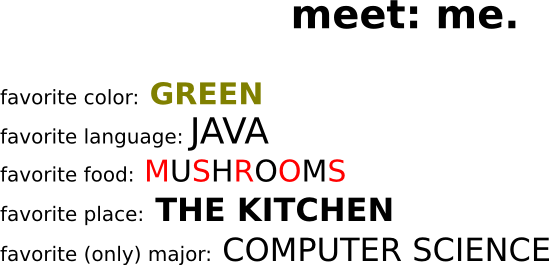 meet: me.
favorite color: GREEN
favorite language: JAVA
favorite food: MUSHROOMS
favorite place: THE KITCHEN
favorite (only) major: COMPUTER SCIENCE